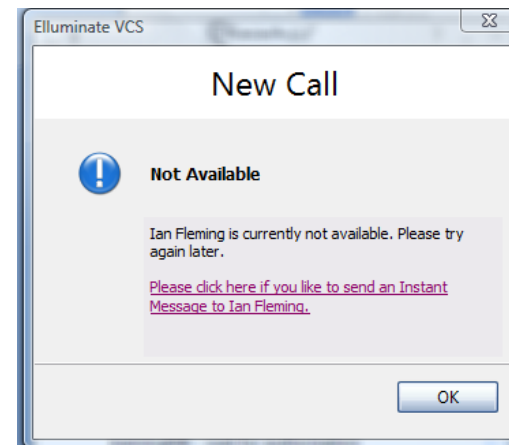 Elluminate VCS
New Call
Not Available
Ian Fleming is currently not available. Please try
again later.
Please click here if you like to send an Instant
Message to Ian Fleming.
OK